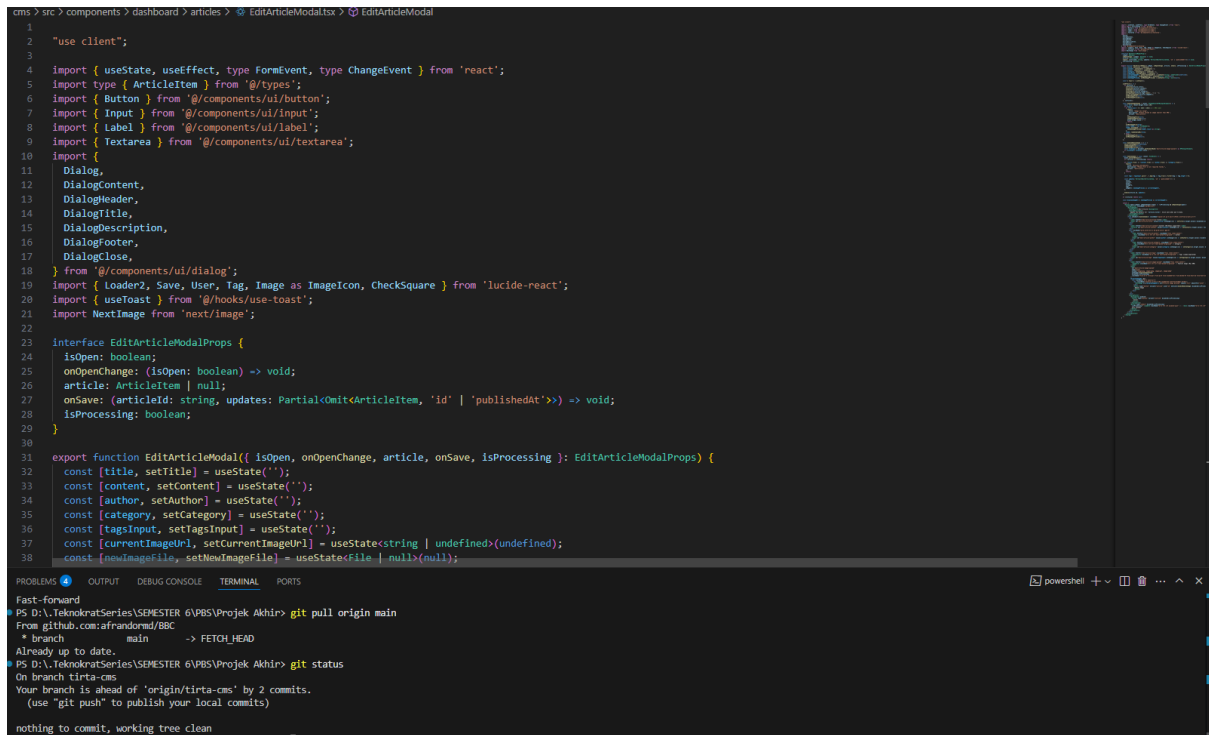 cms > src > components > dashboard > articles > EditArticleModal.tsx > EditArticleModal
1
2 "use client";
3
4 import { useState, useEffect, type FormEvent, type ChangeEvent } from 'react';
5 import type { ArticleItem } from '@/types';
6 import { Button } from '@/components/ui/button';
7 import { Input } from '@/components/ui/input';
8 import { Label } from '@/components/ui/label';
9 import { Textarea } from '@/components/ui/textarea';
10 import {
11 Dialog,
12 DialogContent,
13 DialogHeader,
14 DialogTitle,
15 DialogDescription,
16 DialogFooter,
17 DialogClose,
18 } from '@/components/ui/dialog';
19 import { Loader2, Save, User, Tag, Image as ImageIcon, CheckSquare } from 'lucide-react';
20 import { useToast } from '@/hooks/use-toast';
21 import NextImage from 'next/image';
22
23 interface EditArticleModalProps {
24 isOpen: boolean;
25 onOpenChange: (isOpen: boolean) => void;
26 article: ArticleItem | null;
27 onSave: (articleId: string, updates: Partial<Omit<ArticleItem, 'id' | 'publishedAt'>>) => void;
28 isProcessing: boolean;
29 }
30
31 export function EditArticleModal({ isOpen, onOpenChange, article, onSave, isProcessing }: EditArticleModalProps) {
32 const [title, setTitle] = useState('');
33 const [content, setContent] = useState('');
34 const [author, setAuthor] = useState('');
35 const [category, setCategory] = useState('');
36 const [tagsInput, setTagsInput] = useState('');
37 const [currentImageUrl, setCurrentImageUrl] = useState<string | undefined>(undefined);
38 const [newImageFile, setNewImageFile] = useState<File | null>(null);
PROBLEMS 4 OUTPUT DEBUG CONSOLE TERMINAL PORTS powershell
Fast-forward
PS D:\.TeknokratSeries\SEMESTER 6\PBS\Projek Akhir> git pull origin main
From github.com:afrandormd/BBC
* branch main -> FETCH_HEAD
Already up to date.
PS D:\.TeknokratSeries\SEMESTER 6\PBS\Projek Akhir> git status
On branch tirta-cms
Your branch is ahead of 'origin/tirta-cms' by 2 commits.
(use "git push" to publish your local commits)
nothing to commit, working tree clean